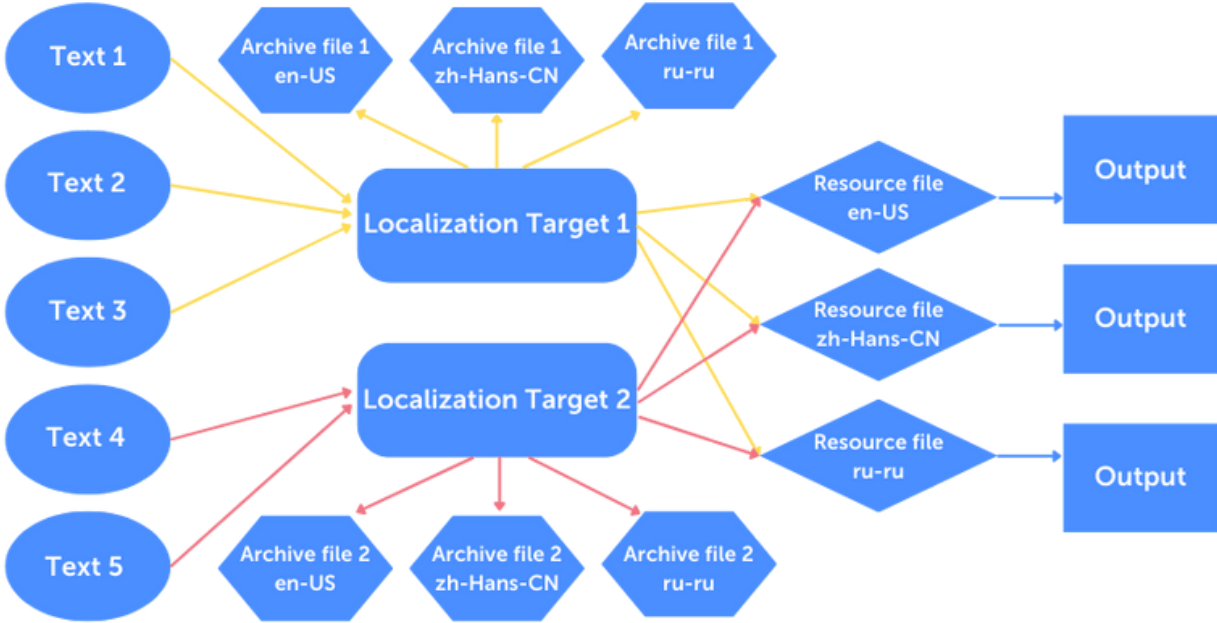 Text 1
Archive file 1
en-US
Archive file 1
zh-Hans-CN
Archive file 1
ru-ru
Text 2
Localization Target 1
Resource file
en-US
Output
Text 3
Resource file
zh-Hans-CN
Output
Text 4
Localization Target 2
Resource file
ru-ru
Output
Text 5
Archive file 2
en-US
Archive file 2
zh-Hans-CN
Archive file 2
ru-ru